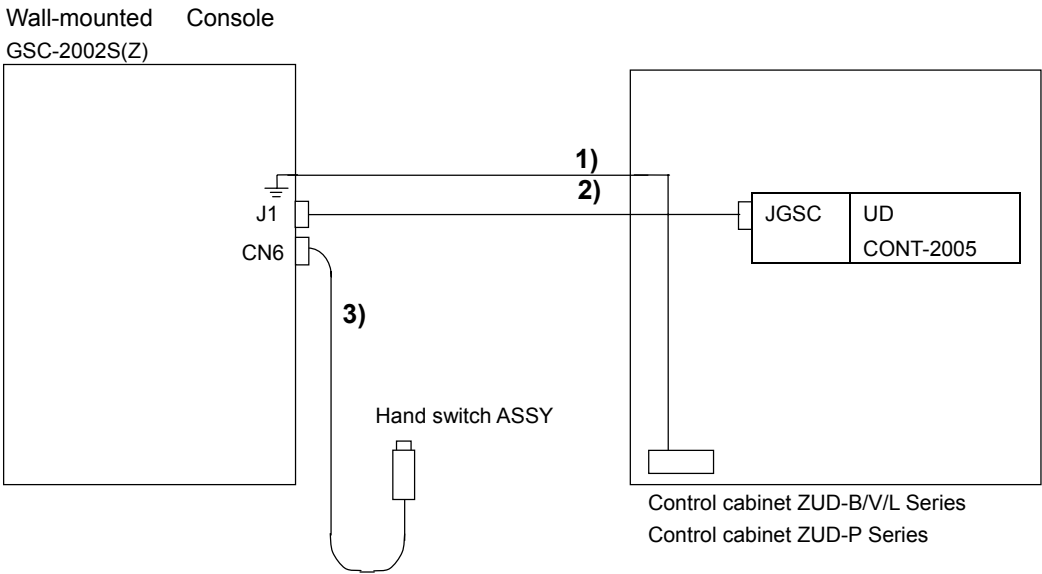 Wall-mounted Console
GSC-2002S(Z)
1)
2)
J1
JGSC
UD
CN6
CONT-2005
3)
Hand switch ASSY
Control cabinet ZUD-B/V/L Series
Control cabinet ZUD-P Series